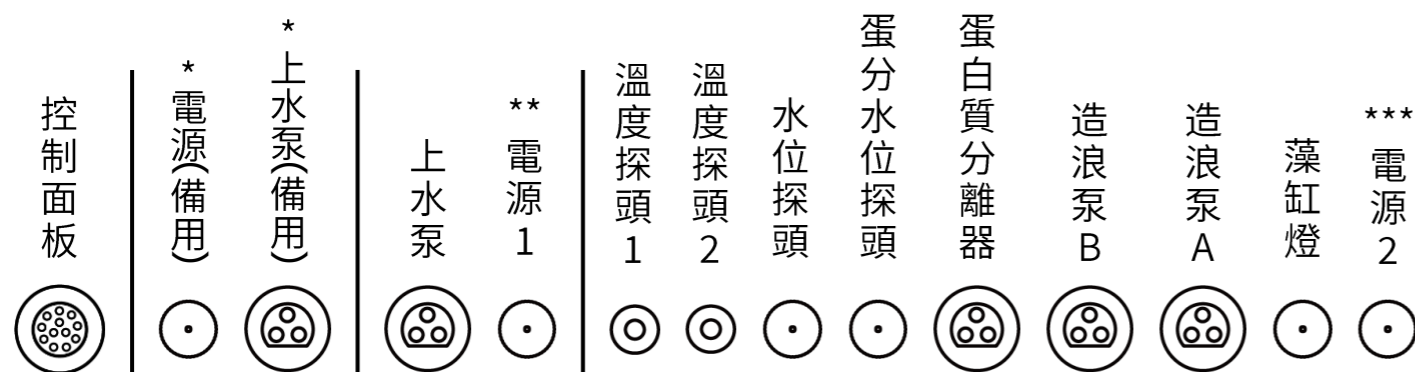 控制面板
*電源(備用)
*上水泵(備用)
上水泵
**電源1
溫度探頭1
溫度探頭2
水位探頭
蛋分水位探頭
蛋白質分離器
造浪泵B
造浪泵A
藻缸燈
***電源2